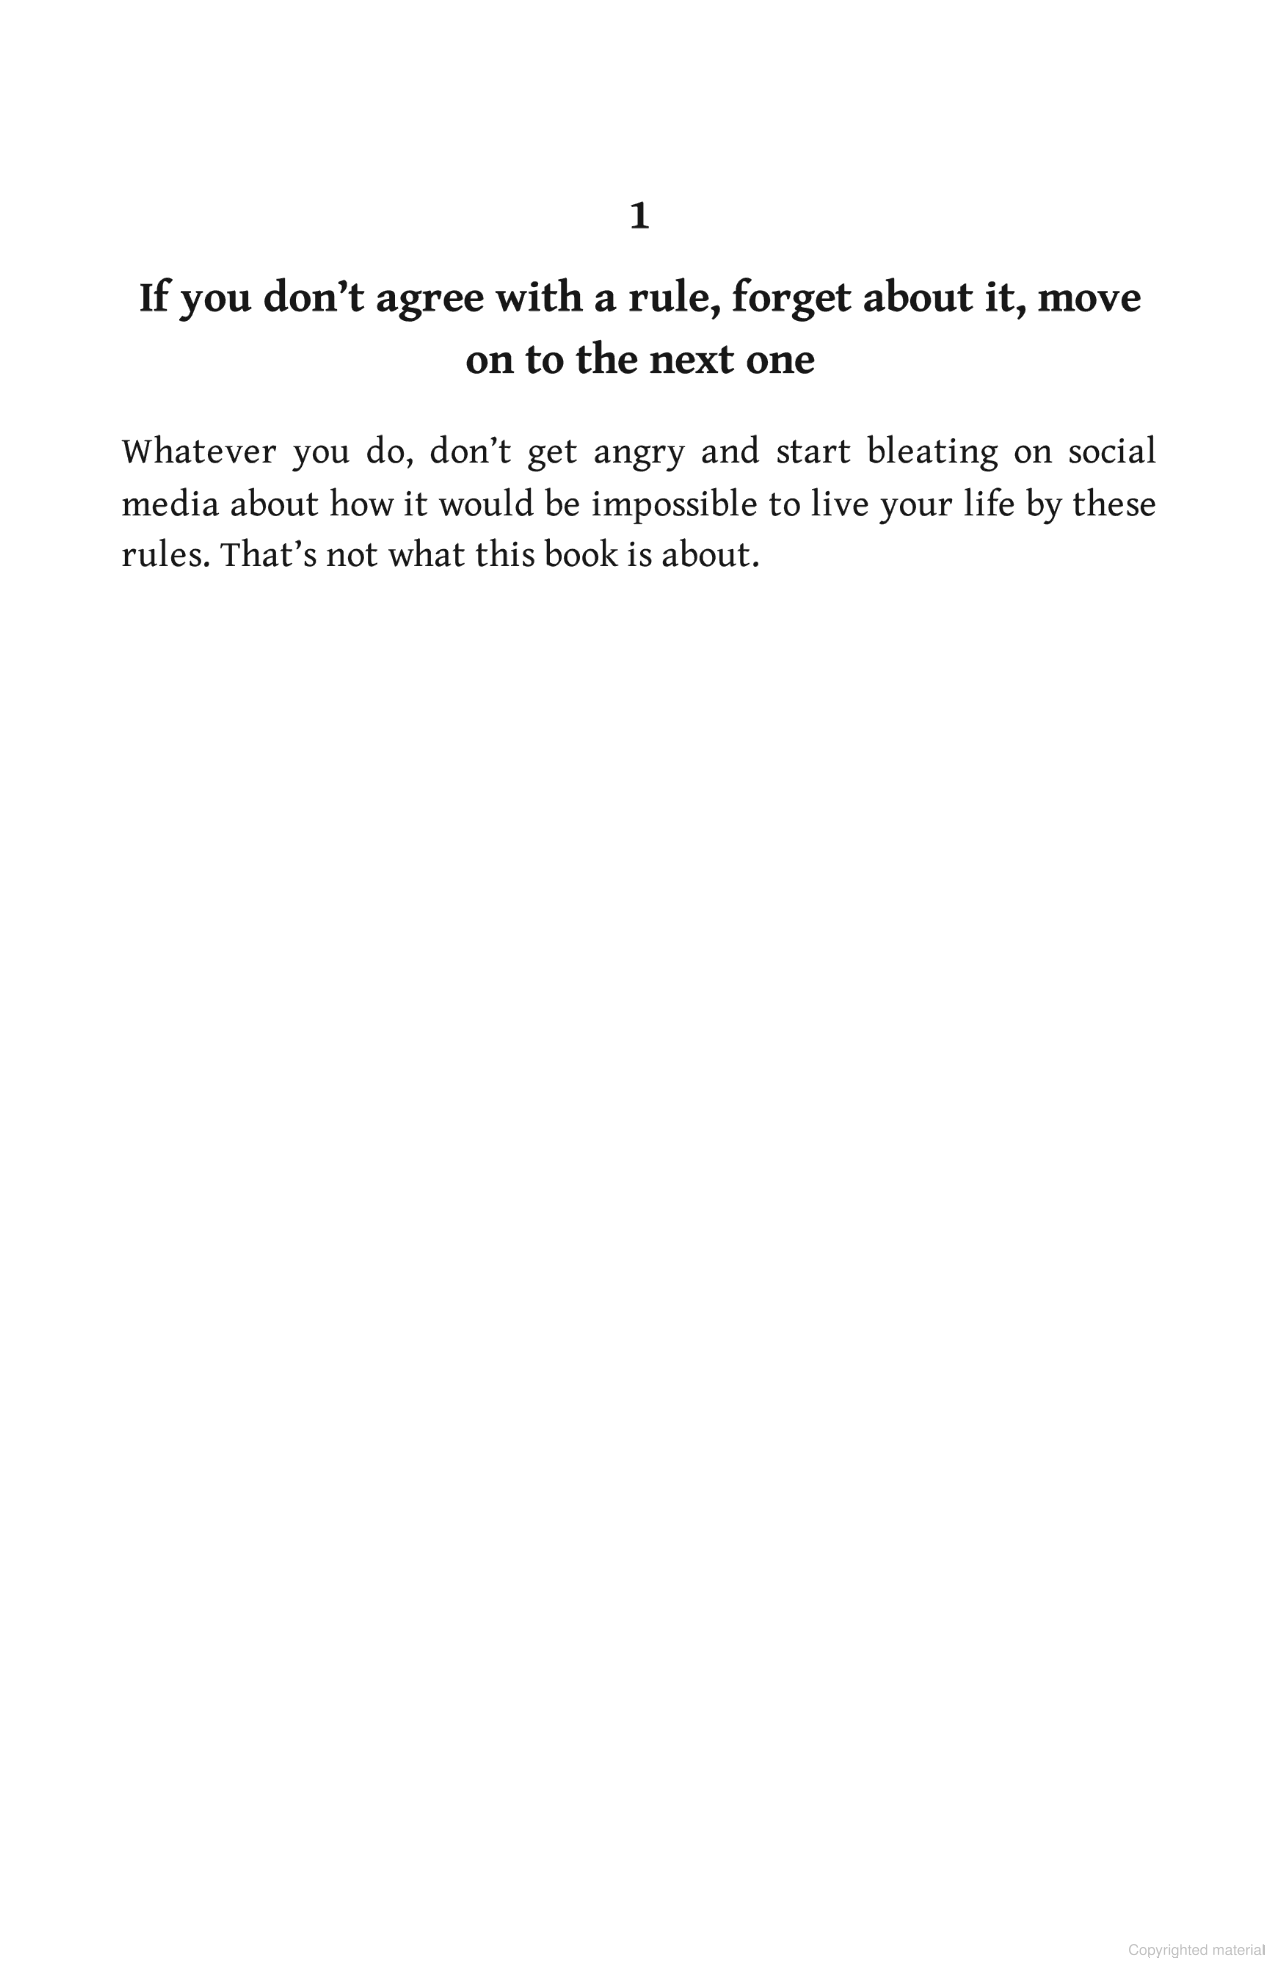 1
If you don’t agree with a rule, forget about it, move
on to the next one
Whatever you do, don’t get angry and start bleating on social
media about how it would be impossible to live your life by these
rules. That’s not what this book is about.
Copyrighted material